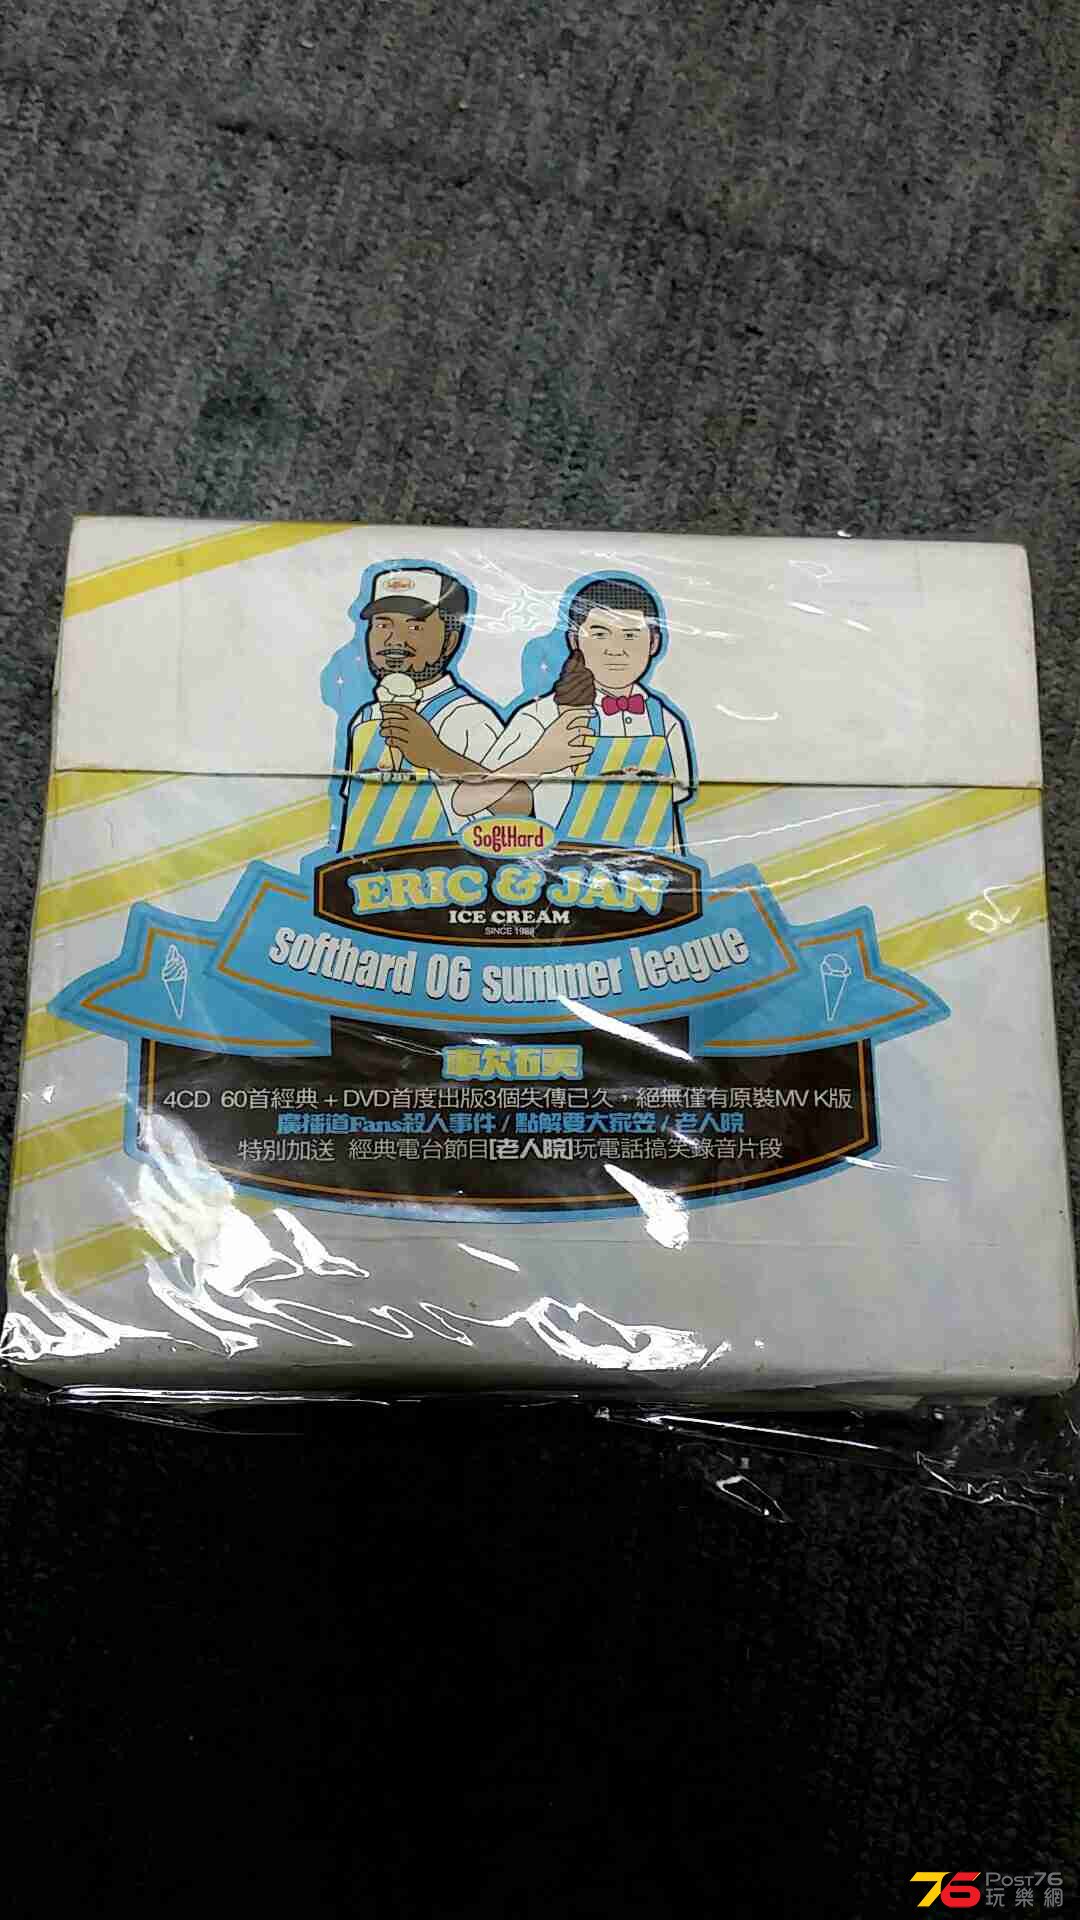 SoftHard
SoftHard
ERIC & JAN
ICE CREAM
SINCE 1988
softhard 06 summer league
軟硬
4CD 60首經典+DVD首度出版3個失傳已久，絕無僅有原裝MV K版
廣播道Fans殺人事件/點解要大家笠/老人院
特別加送 經典電台節目[老人院]玩電話搞笑錄音片段
76 POST76
玩樂網